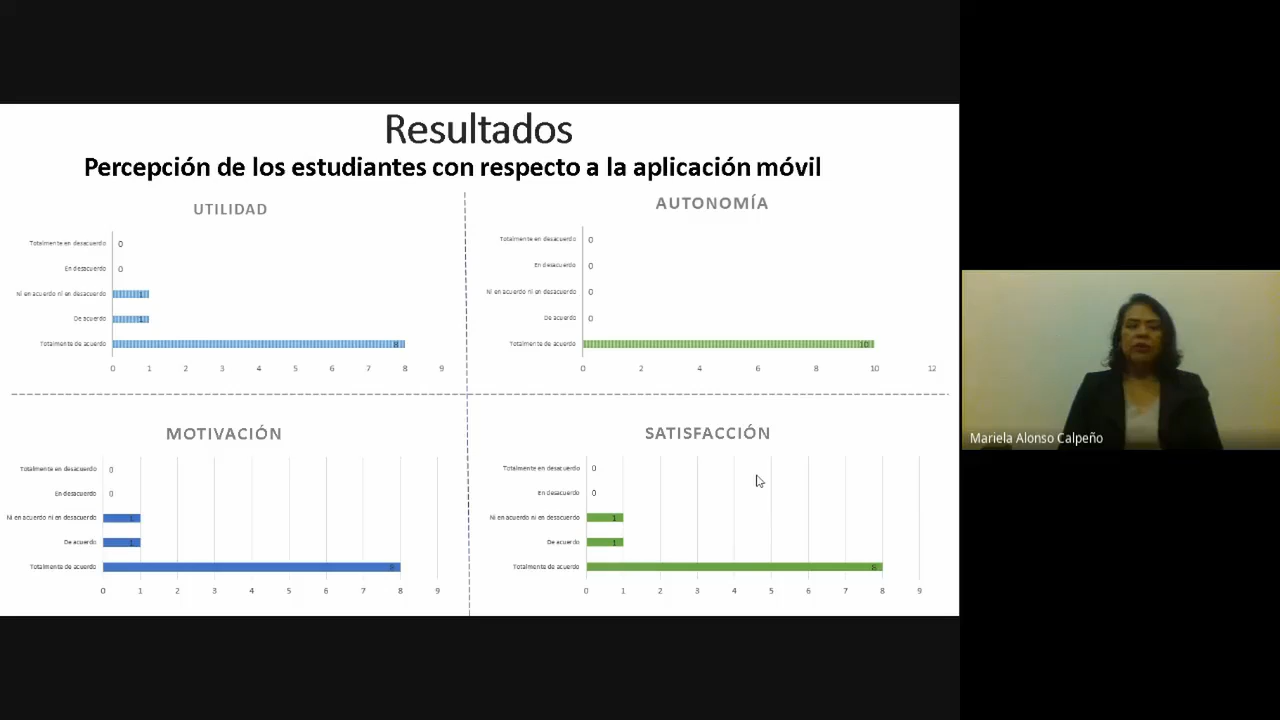 Resultados
Percepción de los estudiantes con respecto a la aplicación móvil
UTILIDAD
Totalmente en desacuerdo 0
En desacuerdo 0
Ni en acuerdo ni en desacuerdo 1
De acuerdo 1
Totalmente de acuerdo 8
0 1 2 3 4 5 6 7 8 9
AUTONOMÍA
Totalmente en desacuerdo 0
En desacuerdo 0
Ni en acuerdo ni en desacuerdo 0
De acuerdo 0
Totalmente de acuerdo 10
0 2 4 6 8 10 12
MOTIVACIÓN
Totalmente en desacuerdo 0
En desacuerdo 0
Ni en acuerdo ni en desacuerdo 1
De acuerdo 1
Totalmente de acuerdo 8
0 1 2 3 4 5 6 7 8 9
SATISFACCIÓN
Totalmente en desacuerdo 0
En desacuerdo 0
Ni en acuerdo ni en desacuerdo 1
De acuerdo 1
Totalmente de acuerdo 8
0 1 2 3 4 5 6 7 8 9
Mariela Alonso Calpeño